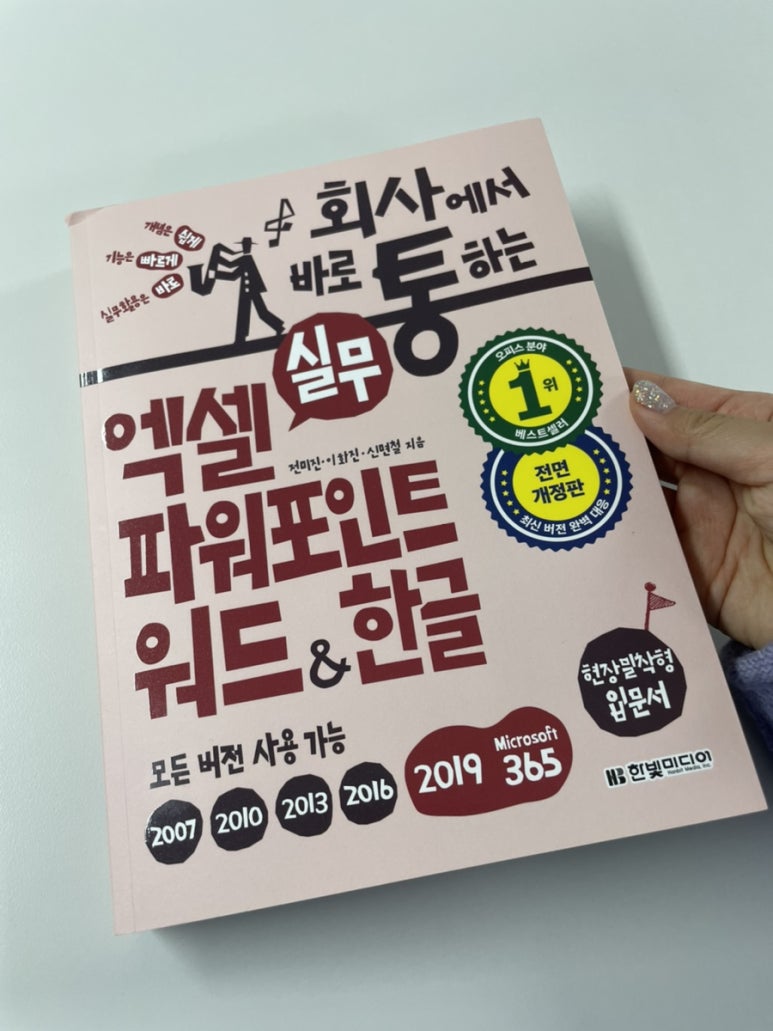 개념은 쉽게
기능은 빠르게
실무활용은 바로
회사에서
바로 통하는
실무
엑셀
전미진·이화진·신면철 지음
파워포인트
워드&한글
오피스 분야
1위
베스트셀러
전면
개정판
최신 버전 완벽 대응
현장밀착형
입문서
모든 버전 사용 가능
2007 2010 2013 2016 2019 Microsoft 365
HB 한빛미디어
Hanbit Media, Inc.